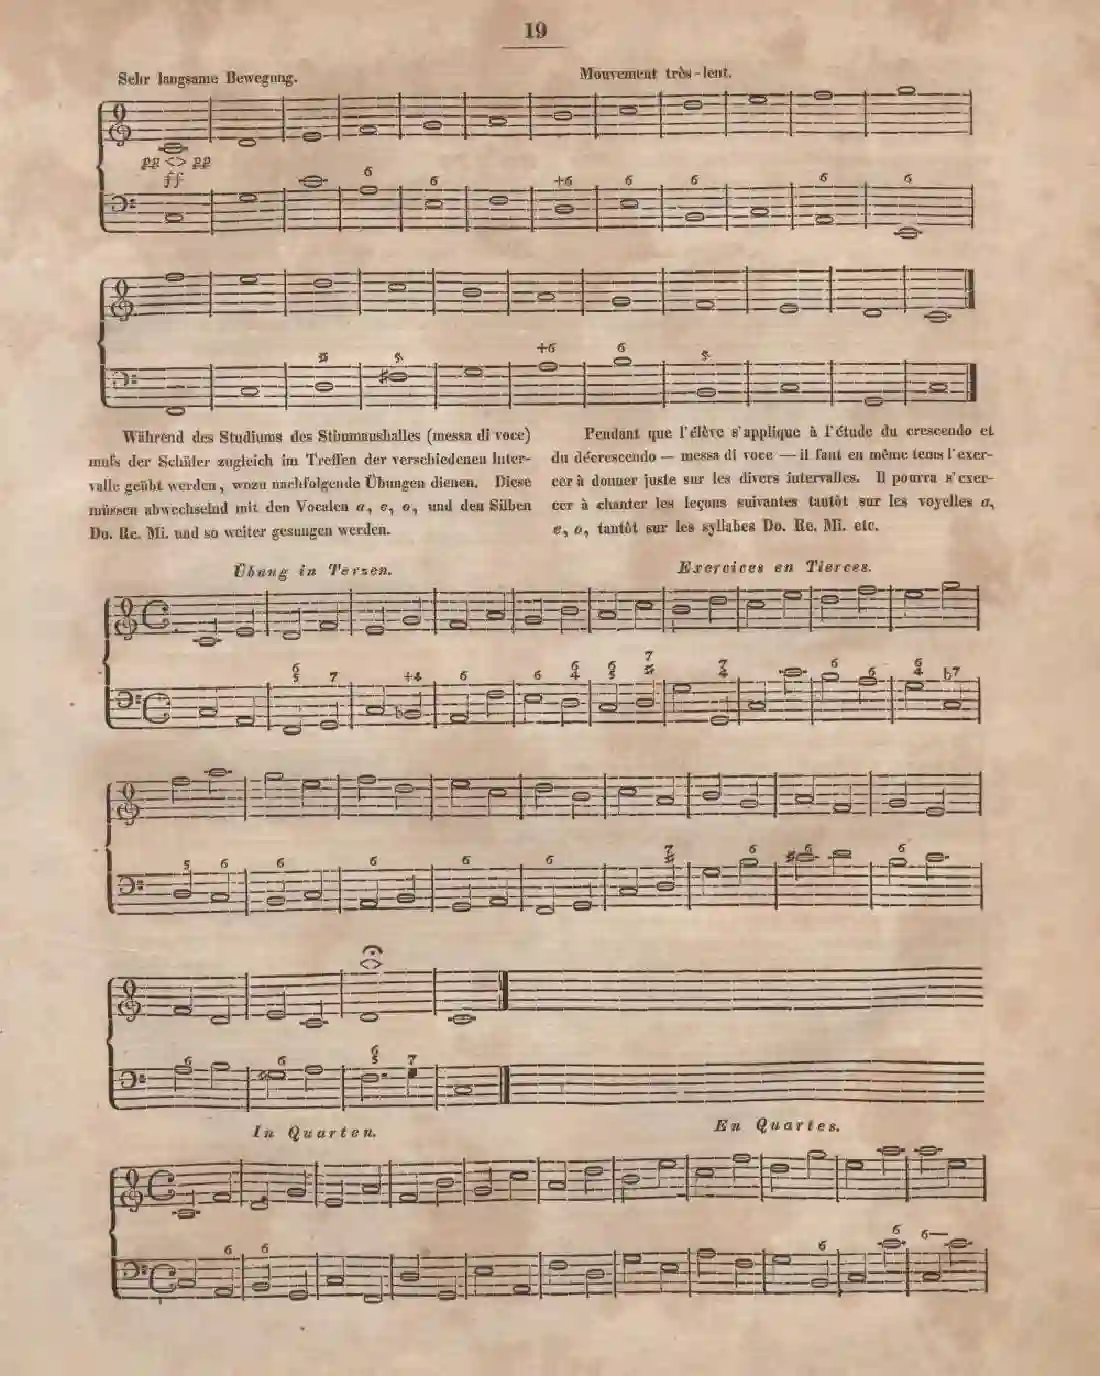 19
Sehr langsame Bewegung.
Mouvement très-lent.
pp <> pp
ff
6 6 +6 6 6 6 6
+6 6
Während des Studiums des Stimmaushalles (messa di voce)
muſs der Schüler zugleich im Treffen der verschiedenen Inter-
valle geübt werden, wozu nachfolgende Übungen dienen. Diese
müssen abwechselnd mit den Vocalen a, e, o, und den Silben
Do. Re. Mi. und so weiter gesungen werden.
Pendant que l'élève s'applique à l'étude du crescendo et
du décrescendo — messa di voce — il faut en même tems l'exer-
cer à donner juste sur les divers intervalles. Il pourra s'exer-
cer à chanter les leçons suivantes tantôt sur les voyelles a,
e, o, tantôt sur les syllabes Do. Re. Mi. etc.
Übung in Terzen.
Exercices en Tierces.
6 5 7 +4 6 6 6 4 6 5 7 7 4 6 6 6 4 b7
5 6 6 6 6 6 7 6 6 6
6 6 6 5 7
In Quarten.
En Quartes.
6 6 6 6 6—